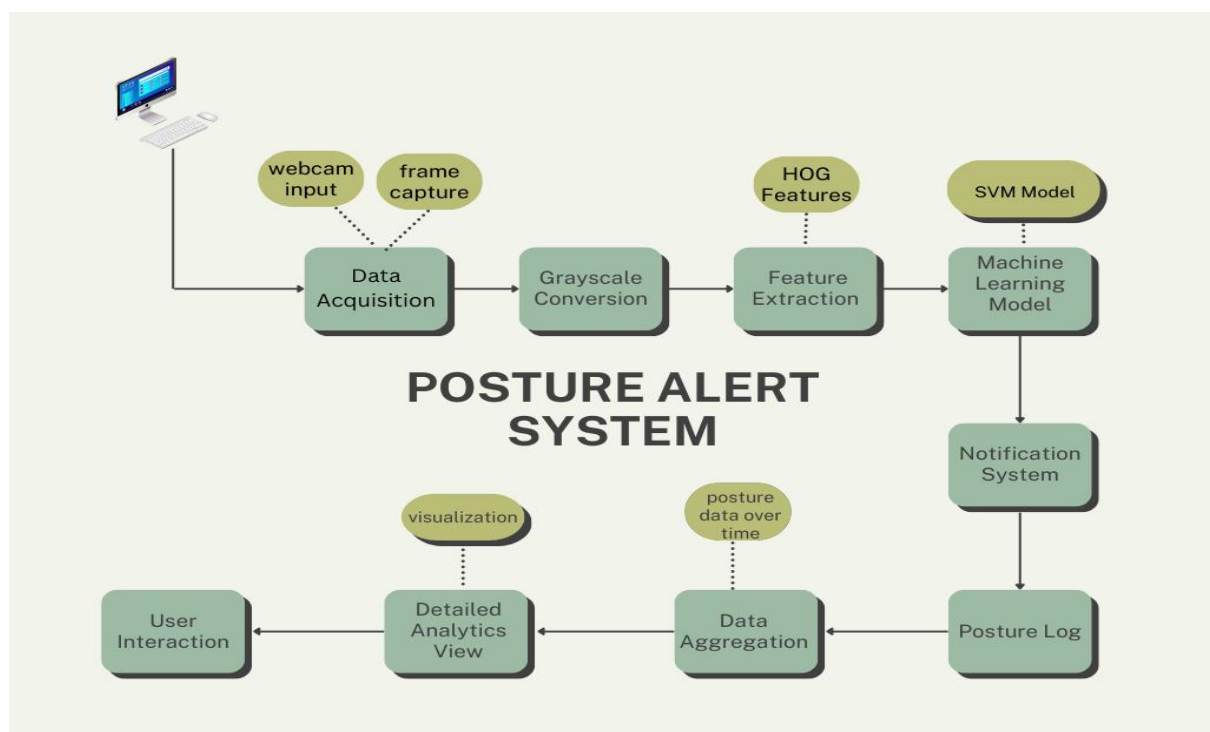 webcam
input
frame
capture
HOG
Features
SVM Model
Data
Acquisition
Grayscale
Conversion
Feature
Extraction
Machine
Learning
Model
POSTURE ALERT
SYSTEM
Notification
System
visualization
posture
data over
time
User
Interaction
Detailed
Analytics
View
Data
Aggregation
Posture Log